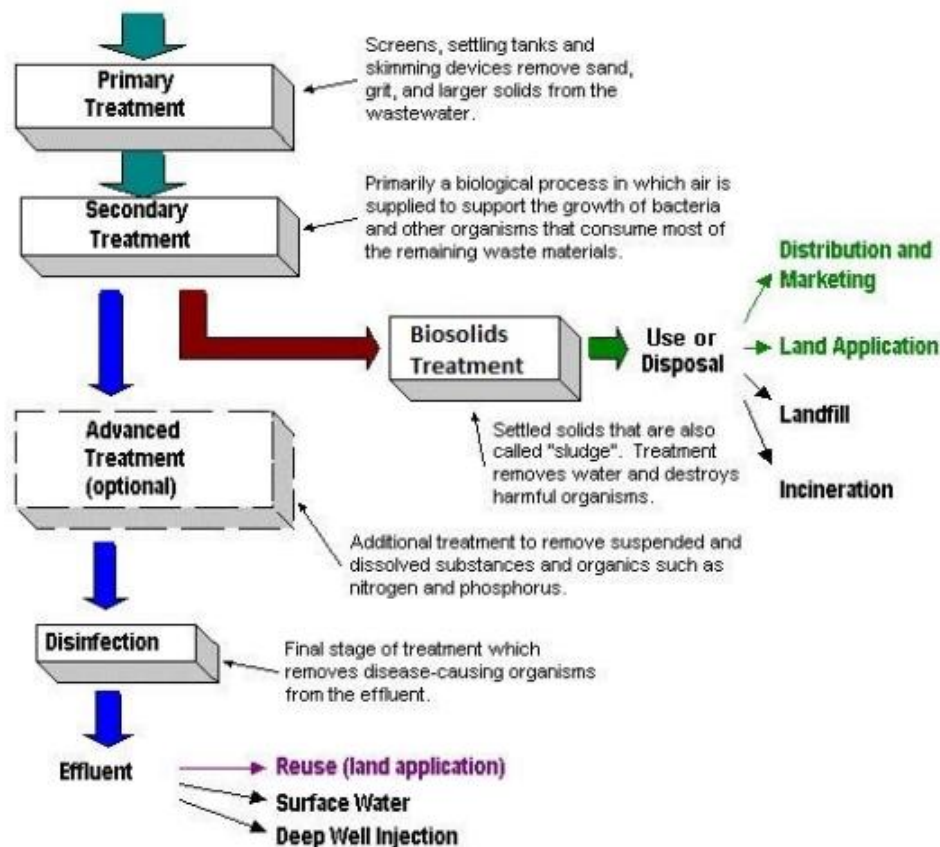 Primary
Treatment
Screens, settling tanks and
skimming devices remove sand,
grit, and larger solids from the
wastewater.
Secondary
Treatment
Primarily a biological process in which air is
supplied to support the growth of bacteria
and other organisms that consume most of
the remaining waste materials.
Biosolids
Treatment
Use or
Disposal
Distribution and
Marketing
Land Application
Landfill
Incineration
Settled solids that are also
called "sludge". Treatment
removes water and destroys
harmful organisms.
Advanced
Treatment
(optional)
Additional treatment to remove suspended and
dissolved substances and organics such as
nitrogen and phosphorus.
Disinfection
Final stage of treatment which
removes disease-causing organisms
from the effluent.
Effluent
Reuse (land application)
Surface Water
Deep Well Injection